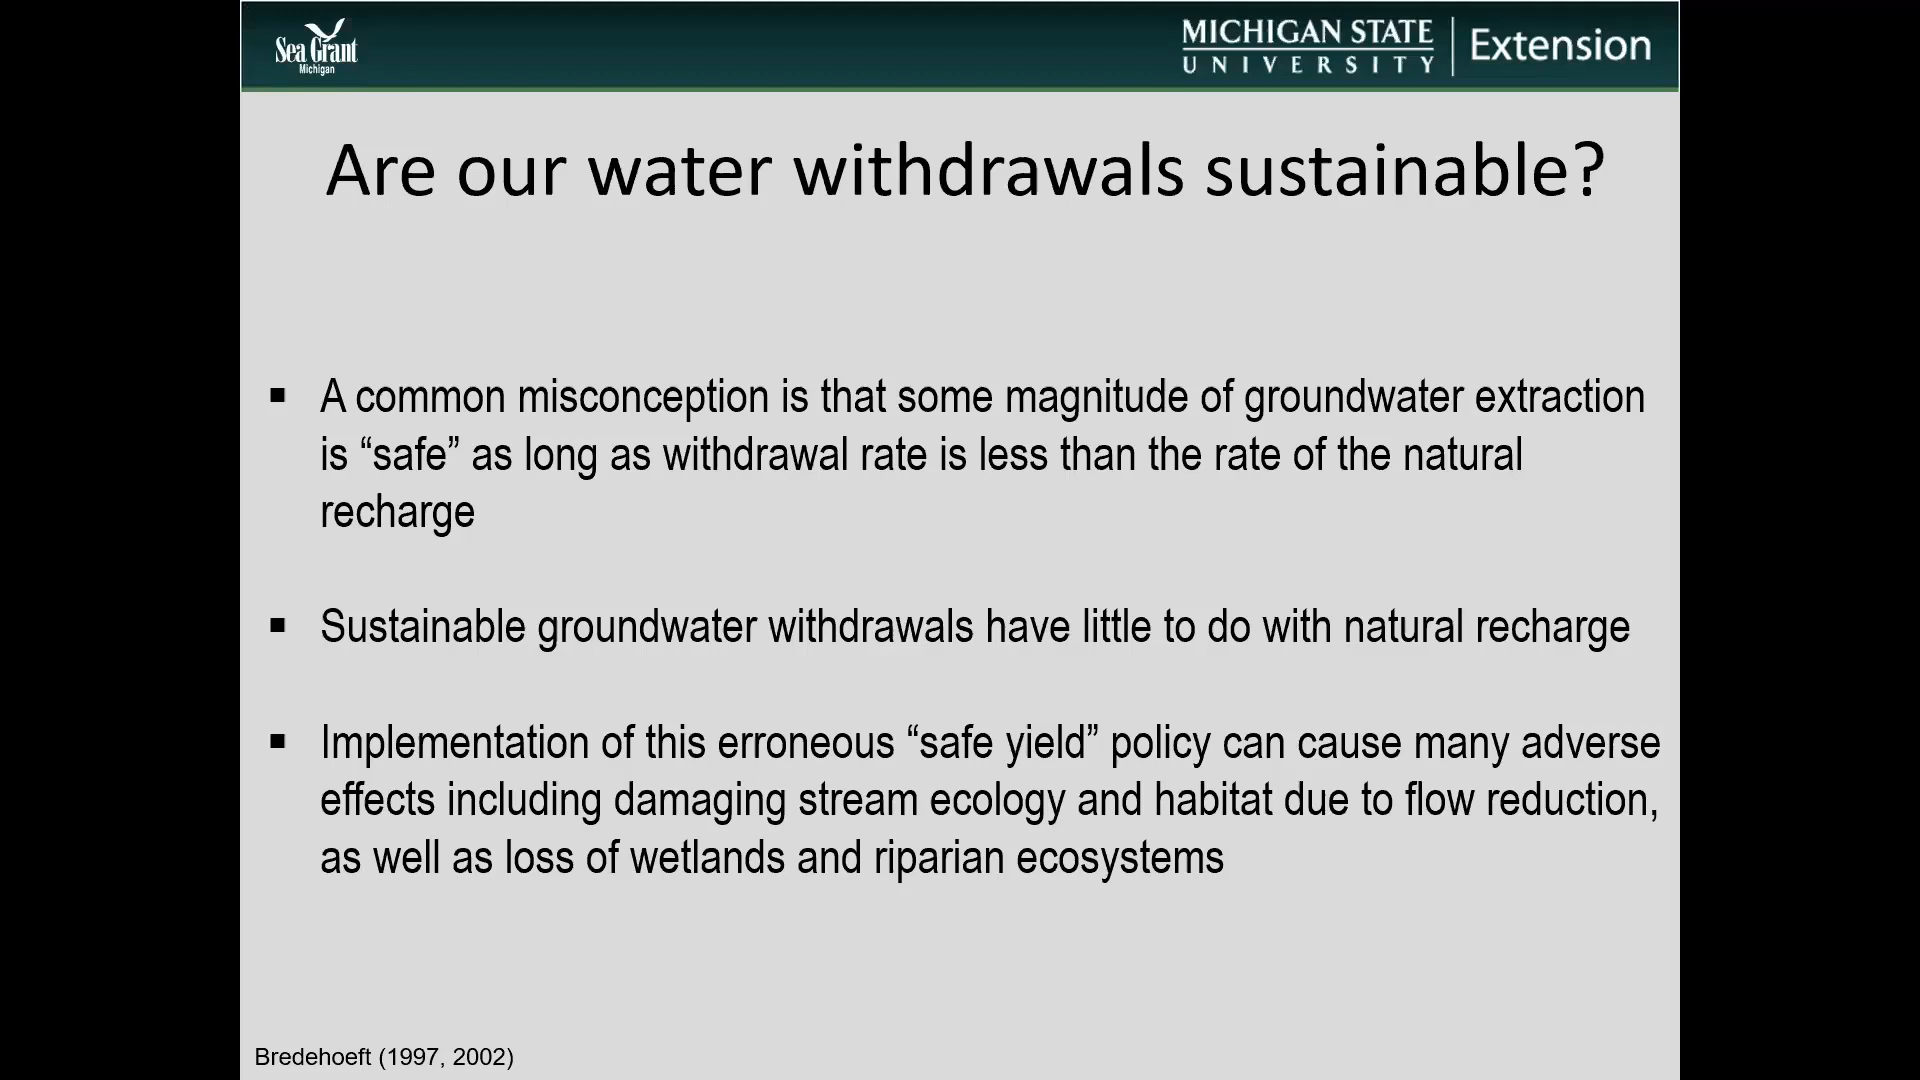 Sea Grant
Michigan
MICHIGAN STATE
UNIVERSITY
Extension
Are our water withdrawals sustainable?
▪ A common misconception is that some magnitude of groundwater extraction
is “safe” as long as withdrawal rate is less than the rate of the natural
recharge
▪ Sustainable groundwater withdrawals have little to do with natural recharge
▪ Implementation of this erroneous “safe yield” policy can cause many adverse
effects including damaging stream ecology and habitat due to flow reduction,
as well as loss of wetlands and riparian ecosystems
Bredehoeft (1997, 2002)